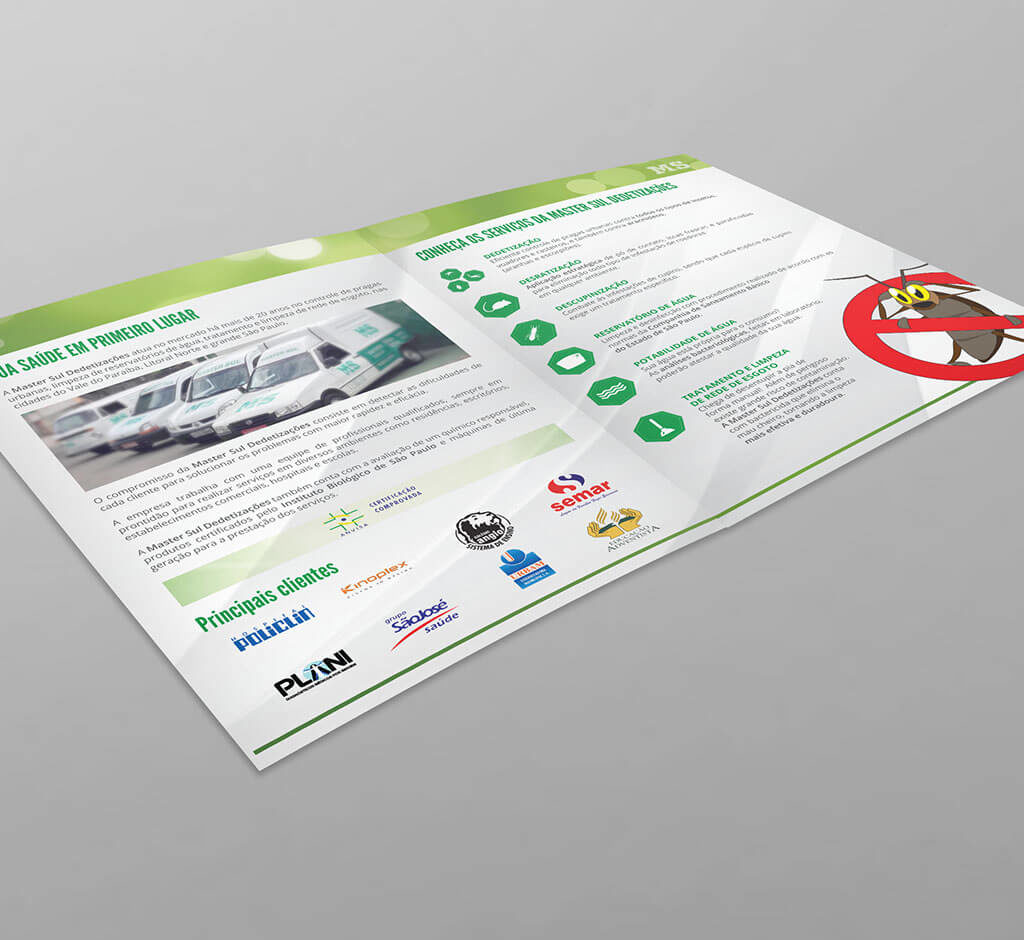 UA SAÚDE EM PRIMEIRO LUGAR
A Master Sul Dedetizações atua no mercado há mais de 20 anos no controle de pragas
urbanas, limpeza de reservatórios de água, tratamento e limpeza de rede de esgoto, nas
cidades do Vale do Paraíba, Litoral Norte e grande São Paulo.
MS
O compromisso da Master Sul Dedetizações consiste em detectar as dificuldades de
cada cliente para solucionar os problemas com maior rapidez e eficácia.
A empresa trabalha com uma equipe de profissionais qualificados, sempre em
prontidão para realizar serviços em diversos ambientes como residências, escritórios,
estabelecimentos comerciais, hospitais e escolas.
A Master Sul Dedetizações também conta com a avaliação de um químico responsável,
produtos certificados pelo Instituto Biológico de São Paulo e máquinas de última
geração para a prestação dos serviços.
ANVISA
CERTIFICAÇÃO
COMPROVADA
Principais clientes
HOSPITAL
POLICLIN
Kinoplex
anglo
SISTEMA DE ENSINO
semar
PLANI
grupo
SãoJosé
saúde
URBAM
EDUCAÇÃO
ADVENTISTA
MS
CONHEÇA OS SERVIÇOS DA MASTER SUL DEDETIZAÇÕES
DEDETIZAÇÃO
Eficiente controle de pragas urbanas contra todos os tipos de insetos,
voadores e rasteiros, e também contra aracnídeos,
(aranhas e escorpiões).
DESRATIZAÇÃO
Aplicação estratégica de pó de contato, iscas frescas e parafinadas
para eliminação todo tipo de infestação de roedores
em qualquer ambiente.
DESCUPINIZAÇÃO
Combate às infestações de cupins, sendo que cada espécie de cupins
exige um tratamento específico.
RESERVATÓRIO DE ÁGUA
Limpeza e desinfecção com procedimento realizado de acordo com as
normas da Companhia de Saneamento Básico
do Estado de São Paulo.
POTABILIDADE DE ÁGUA
Sua água está própria para o consumo?
As análises bacteriológicas, feitas em laboratório,
poderão atestar a qualidade da sua água.
TRATAMENTO E LIMPEZA
DE REDE DE ESGOTO
Chega de desentupir a pia de
forma manual, além de perigoso
existe grande risco de contaminação.
A Master Sul Dedetizações conta
com bactericida que elimina o
mau cheiro, tornando a limpeza
mais efetiva e duradoura.